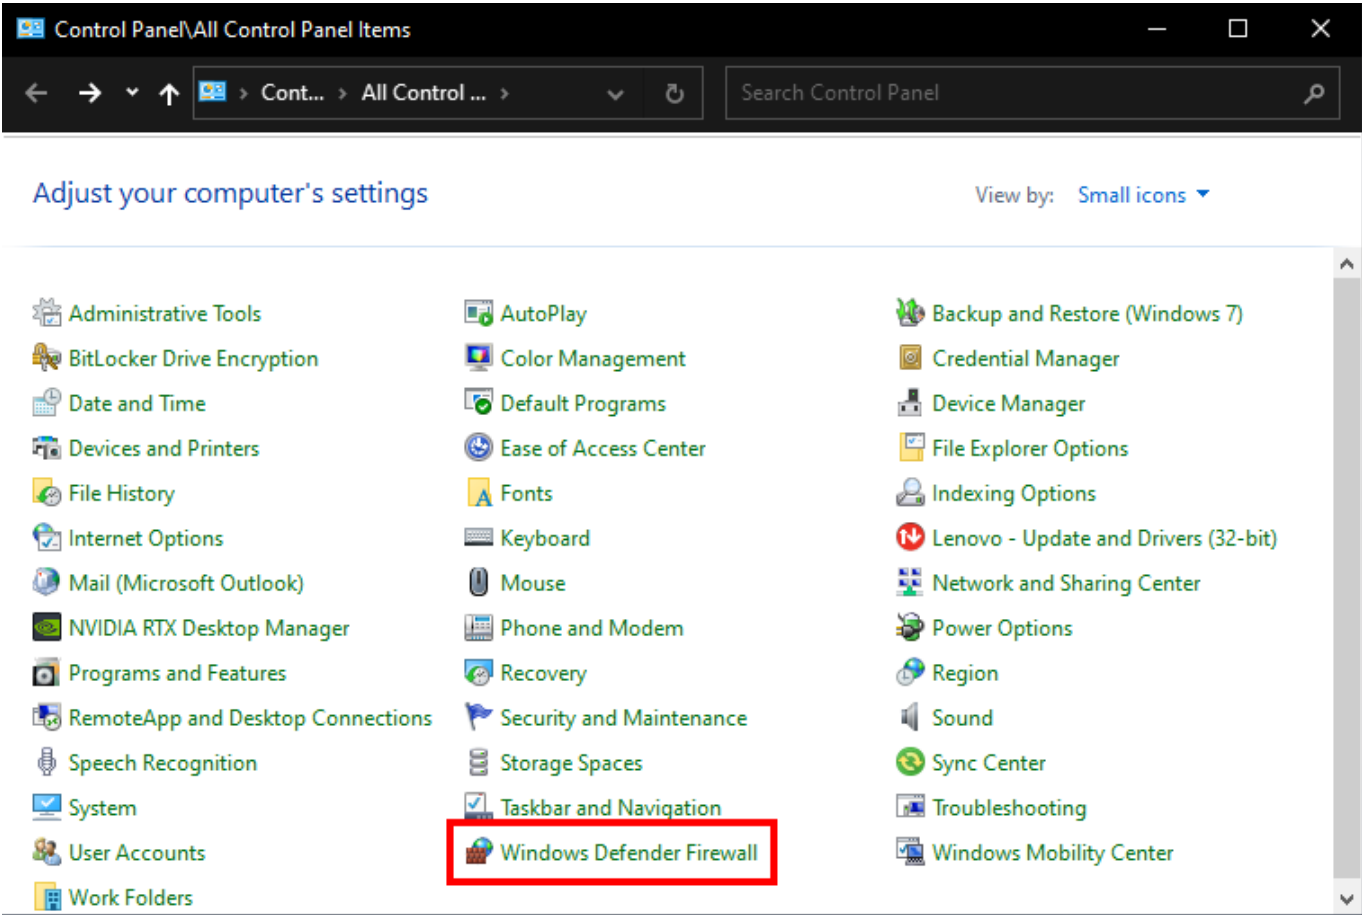 Control Panel\All Control Panel Items
Cont... > All Control ... >
Search Control Panel
Adjust your computer's settings
View by: Small icons
Administrative Tools
AutoPlay
Backup and Restore (Windows 7)
BitLocker Drive Encryption
Color Management
Credential Manager
Date and Time
Default Programs
Device Manager
Devices and Printers
Ease of Access Center
File Explorer Options
File History
Fonts
Indexing Options
Internet Options
Keyboard
Lenovo - Update and Drivers (32-bit)
Mail (Microsoft Outlook)
Mouse
Network and Sharing Center
NVIDIA RTX Desktop Manager
Phone and Modem
Power Options
Programs and Features
Recovery
Region
RemoteApp and Desktop Connections
Security and Maintenance
Sound
Speech Recognition
Storage Spaces
Sync Center
System
Taskbar and Navigation
Troubleshooting
User Accounts
Windows Defender Firewall
Windows Mobility Center
Work Folders